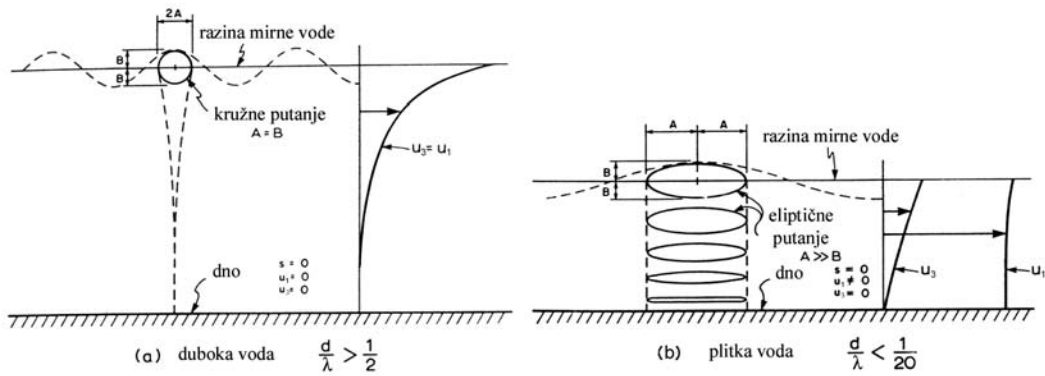 2A
razina mirne vode
B
B
kružne putanje
A = B
u₃= u₁
dno
s = 0
u₁= 0
u₃= 0
(a) duboka voda d/λ > 1/2
A A
razina mirne vode
B
B
eliptične
putanje
A ≫ B
dno
s = 0
u₁ ≠ 0
u₃ = 0
u₃
u₁
(b) plitka voda d/λ < 1/20